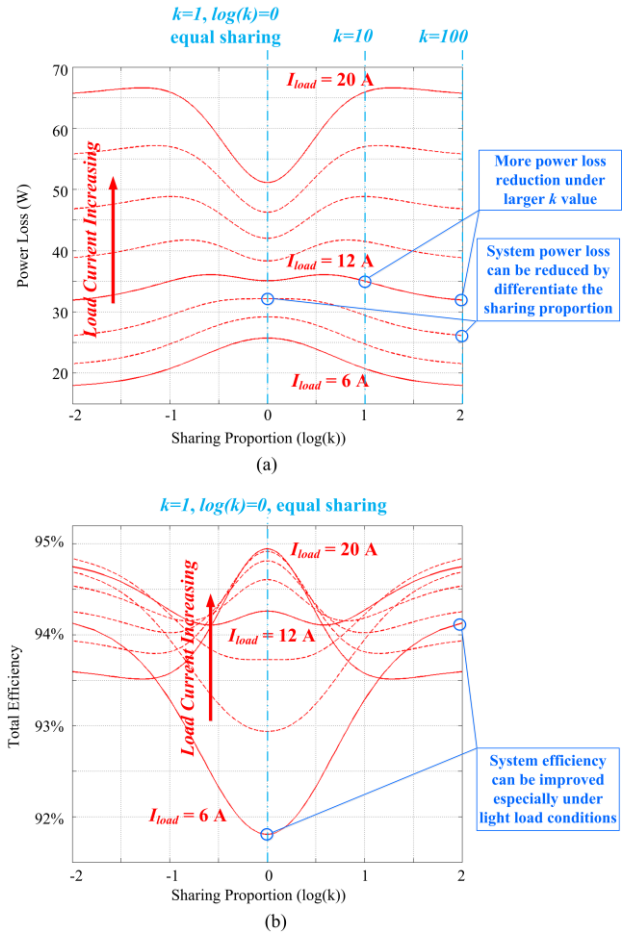 k=1, log(k)=0
equal sharing
k=10
k=100
70
60
50
40
30
20
Power Loss (W)
Load Current Increasing
I_load = 20 A
I_load = 12 A
I_load = 6 A
More power loss
reduction under
larger k value
System power loss
can be reduced by
differentiate the
sharing proportion
-2
-1
0
1
2
Sharing Proportion (log(k))
(a)
k=1, log(k)=0, equal sharing
95%
94%
93%
92%
Total Efficiency
Load Current Increasing
I_load = 20 A
I_load = 12 A
I_load = 6 A
System efficiency
can be improved
especially under
light load conditions
-2
-1
0
1
2
Sharing Proportion (log(k))
(b)